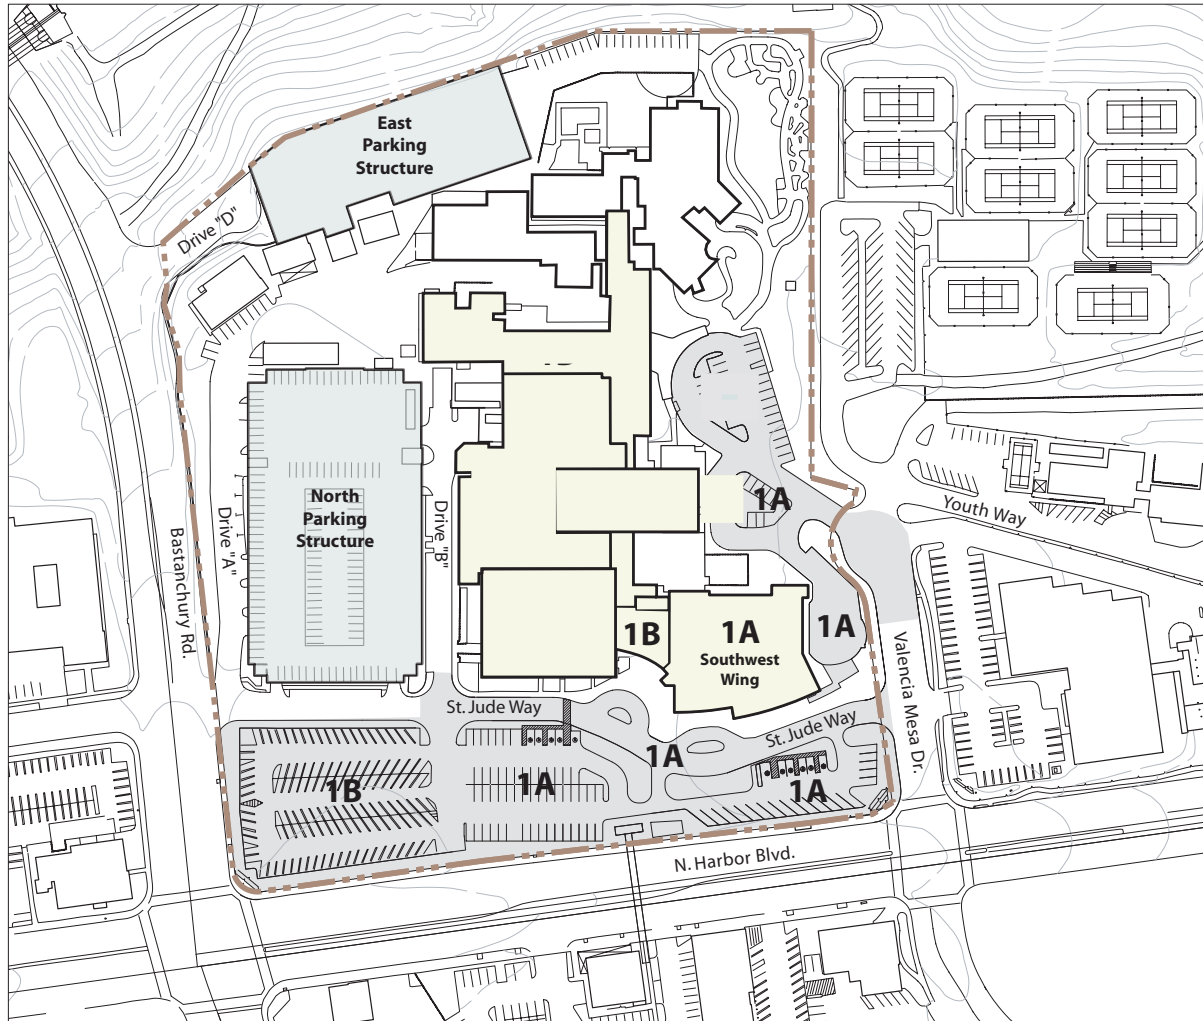 East
Parking
Structure
Drive "D"
1A
Youth Way
North
Parking
Structure
Drive "A"
Drive "B"
Bastanchury Rd.
1B
1A
Southwest
Wing
1A
Valencia Mesa Dr.
St. Jude Way
St. Jude Way
1A
1B
1A
1A
N. Harbor Blvd.